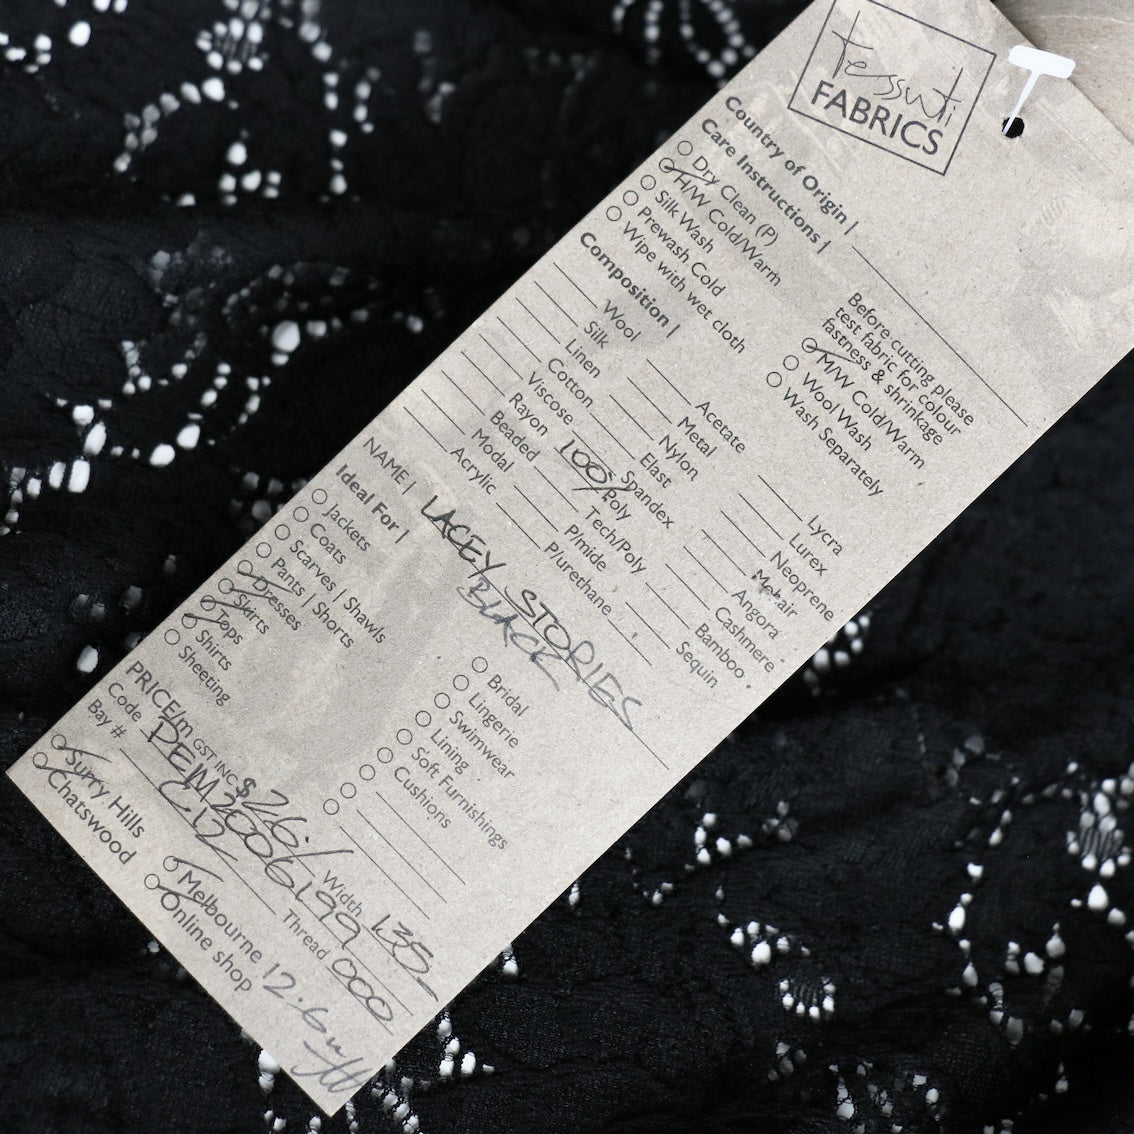 tessuti
FABRICS
Country of Origin |
Care Instructions |
Dry Clean (P)
H/W Cold/Warm
Silk Wash
Prewash Cold
Wipe with wet cloth
Before cutting please
test fabric for colour
fastness & shrinkage
M/W Cold/Warm
Wool Wash
Wash Separately
Composition |
Wool
Silk
Linen
Cotton
Viscose
Rayon
Beaded
Modal
Acrylic
Acetate
Metal
Nylon
Elast
Spandex
100% Poly
Tech/Poly
P/mide
P/urethane
Lycra
Lurex
Neoprene
Angora
Cashmere
Bamboo
Sequin
NAME | LACEY STORIES
BLACK
Ideal For |
Jackets
Coats
Scarves | Shawls
Pants | Shorts
Dresses
Skirts
Tops
Shirts
Sheeting
Bridal
Lingerie
Swimwear
Lining
Soft Furnishings
Cushions
PRICE/m GST INC. $26.- Width 135
Code DEIM2006199 Thread 000
Bay # C12
Surry Hills
Chatswood
Melbourne
Online shop